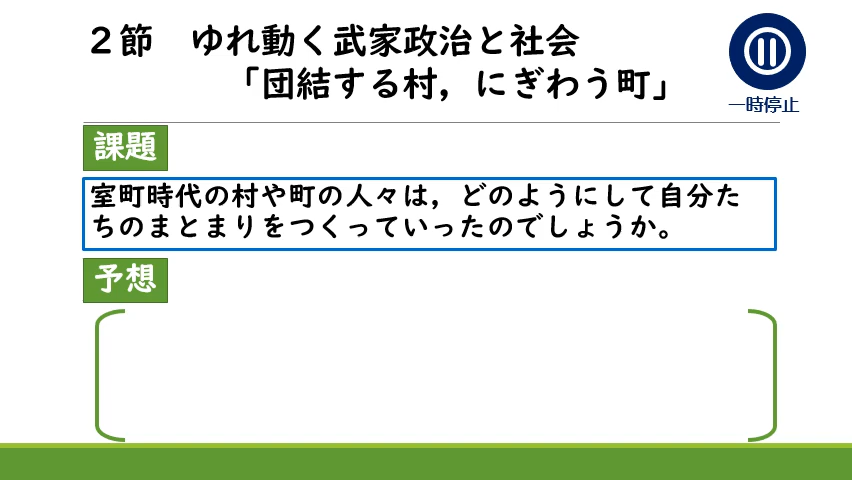 ２節　ゆれ動く武家政治と社会
「団結する村，にぎわう町」
一時停止
課題
室町時代の村や町の人々は，どのようにして自分た
ちのまとまりをつくっていったのでしょうか。
予想